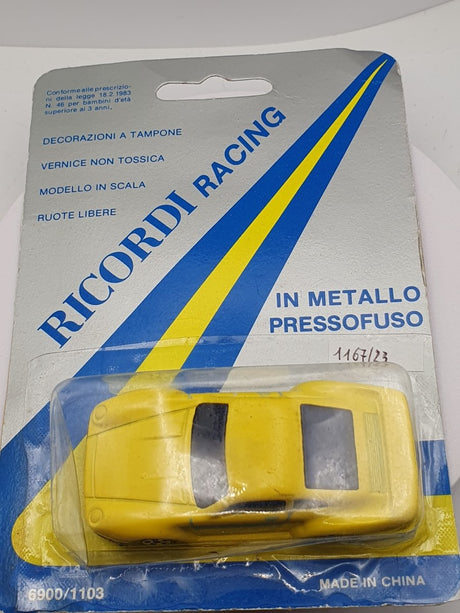 Conforme alle prescrizio-
ni della legge 18.2 1983
N. 46 per bambini d'età
superiore ai 3 anni.
DECORAZIONI A TAMPONE
VERNICE NON TOSSICA
MODELLO IN SCALA
RUOTE LIBERE
RICORDI RACING
IN METALLO
PRESSOFUSO
1167/23
6900/1103
MADE IN CHINA